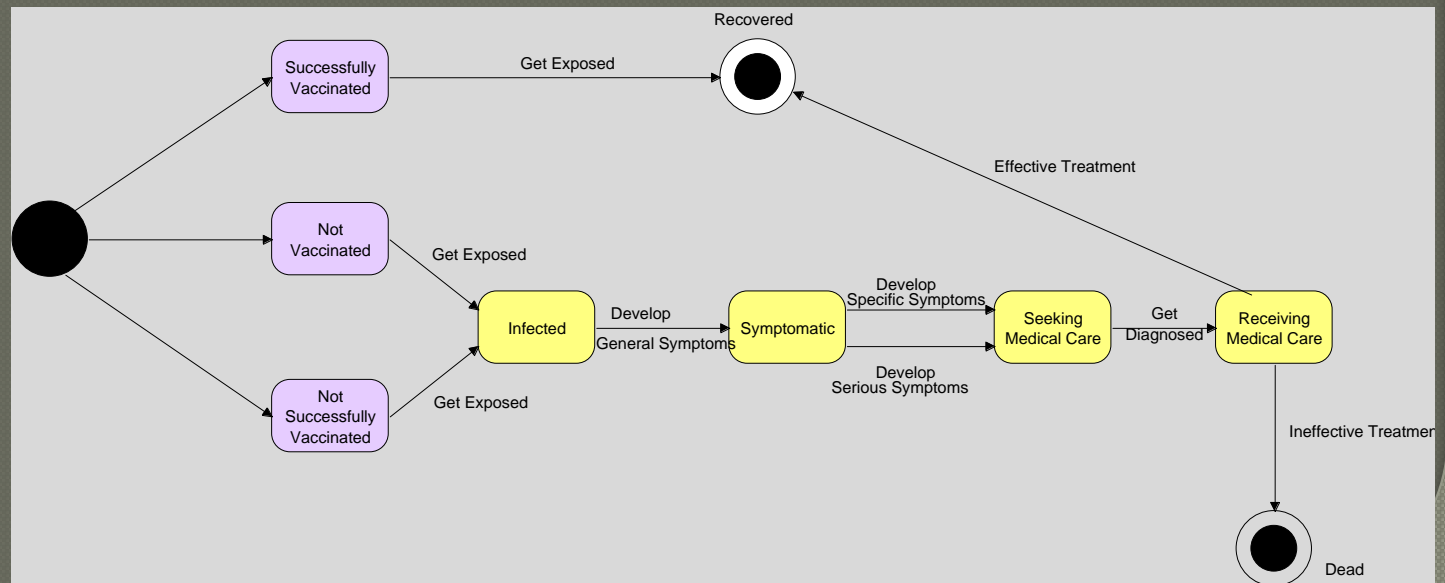 Recovered
Successfully
Vaccinated
Get Exposed
Effective Treatment
Not
Vaccinated
Get Exposed
Infected
Develop
General Symptoms
Symptomatic
Develop
Specific Symptoms
Develop
Serious Symptoms
Seeking
Medical Care
Get
Diagnosed
Receiving
Medical Care
Not
Successfully
Vaccinated
Get Exposed
Ineffective Treatmen
Dead